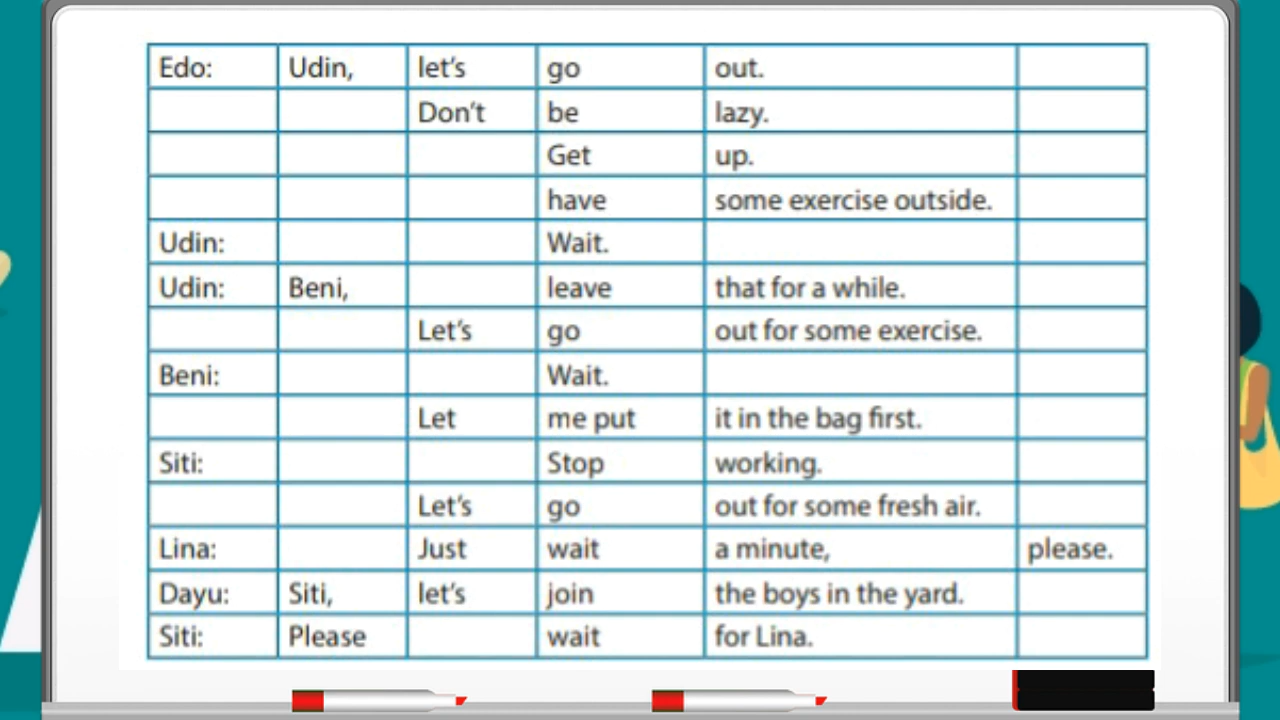 Edo: Udin, let's go out.
Don't be lazy.
Get up.
have some exercise outside.
Udin: Wait.
Udin: Beni, leave that for a while.
Let's go out for some exercise.
Beni: Wait.
Let me put it in the bag first.
Siti: Stop working.
Let's go out for some fresh air.
Lina: Just wait a minute, please.
Dayu: Siti, let's join the boys in the yard.
Siti: Please wait for Lina.